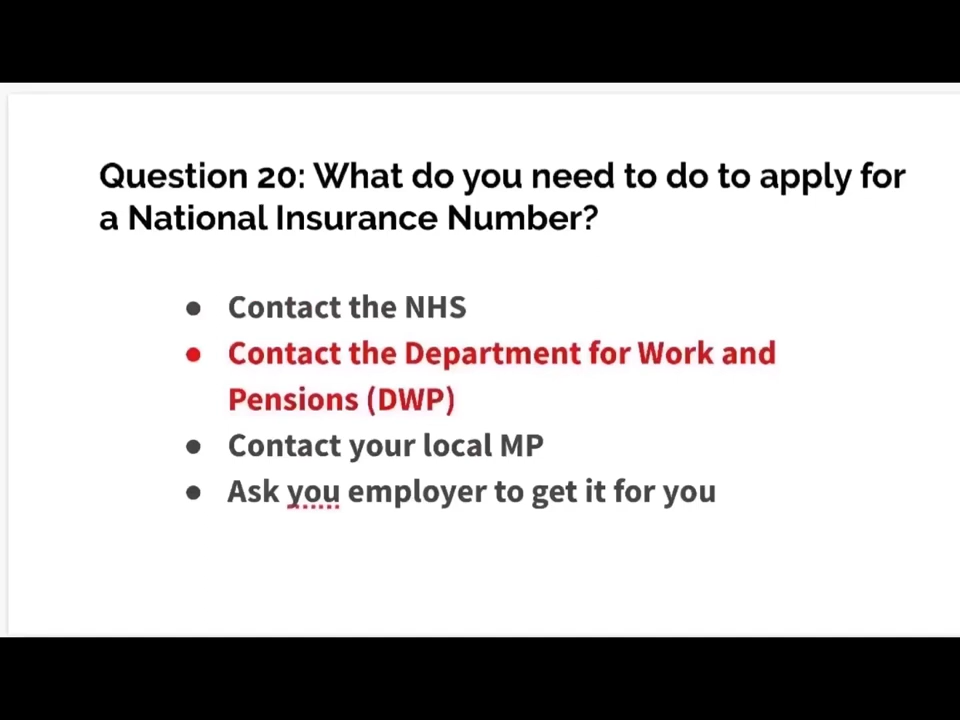 Question 20: What do you need to do to apply for
a National Insurance Number?
● Contact the NHS
● Contact the Department for Work and
Pensions (DWP)
● Contact your local MP
● Ask you employer to get it for you